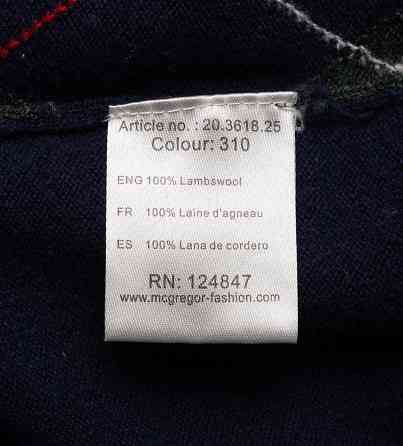 Article no. : 20.3618.25
Colour: 310
ENG 100% Lambswool
FR 100% Laine d'agneau
ES 100% Lana de cordero
RN: 124847
www.mcgregor-fashion.com